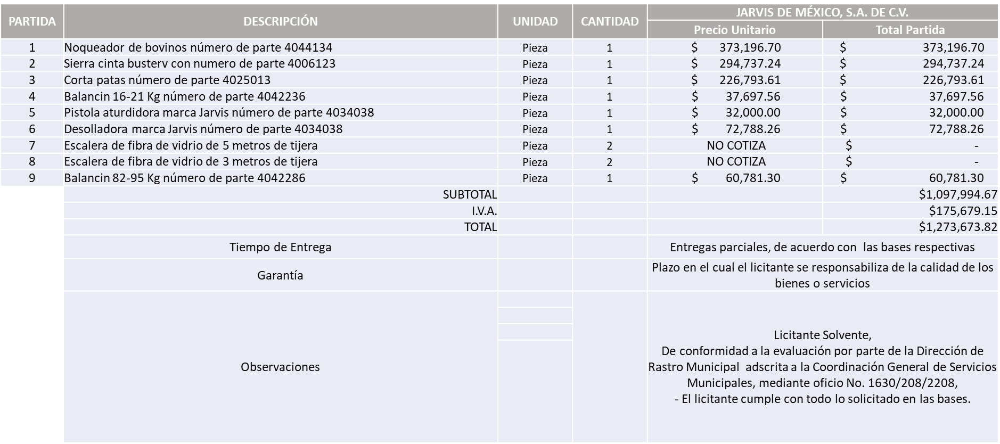 PARTIDA DESCRIPCIÓN UNIDAD CANTIDAD JARVIS DE MÉXICO, S.A. DE C.V.
Precio Unitario Total Partida
1 Noqueador de bovinos número de parte 4044134 Pieza 1 $ 373,196.70 $ 373,196.70
2 Sierra cinta busterv con numero de parte 4006123 Pieza 1 $ 294,737.24 $ 294,737.24
3 Corta patas número de parte 4025013 Pieza 1 $ 226,793.61 $ 226,793.61
4 Balancin 16-21 Kg número de parte 4042236 Pieza 1 $ 37,697.56 $ 37,697.56
5 Pistola aturdidora marca Jarvis número de parte 4034038 Pieza 1 $ 32,000.00 $ 32,000.00
6 Desolladora marca Jarvis número de parte 4034038 Pieza 1 $ 72,788.26 $ 72,788.26
7 Escalera de fibra de vidrio de 5 metros de tijera Pieza 2 NO COTIZA $ -
8 Escalera de fibra de vidrio de 3 metros de tijera Pieza 2 NO COTIZA $ -
9 Balancin 82-95 Kg número de parte 4042286 Pieza 1 $ 60,781.30 $ 60,781.30
SUBTOTAL $1,097,994.67
I.V.A. $175,679.15
TOTAL $1,273,673.82
Tiempo de Entrega Entregas parciales, de acuerdo con las bases respectivas
Garantía Plazo en el cual el licitante se responsabiliza de la calidad de los
bienes o servicios
Observaciones Licitante Solvente,
De conformidad a la evaluación por parte de la Dirección de
Rastro Municipal adscrita a la Coordinación General de Servicios
Municipales, mediante oficio No. 1630/208/2208,
- El licitante cumple con todo lo solicitado en las bases.